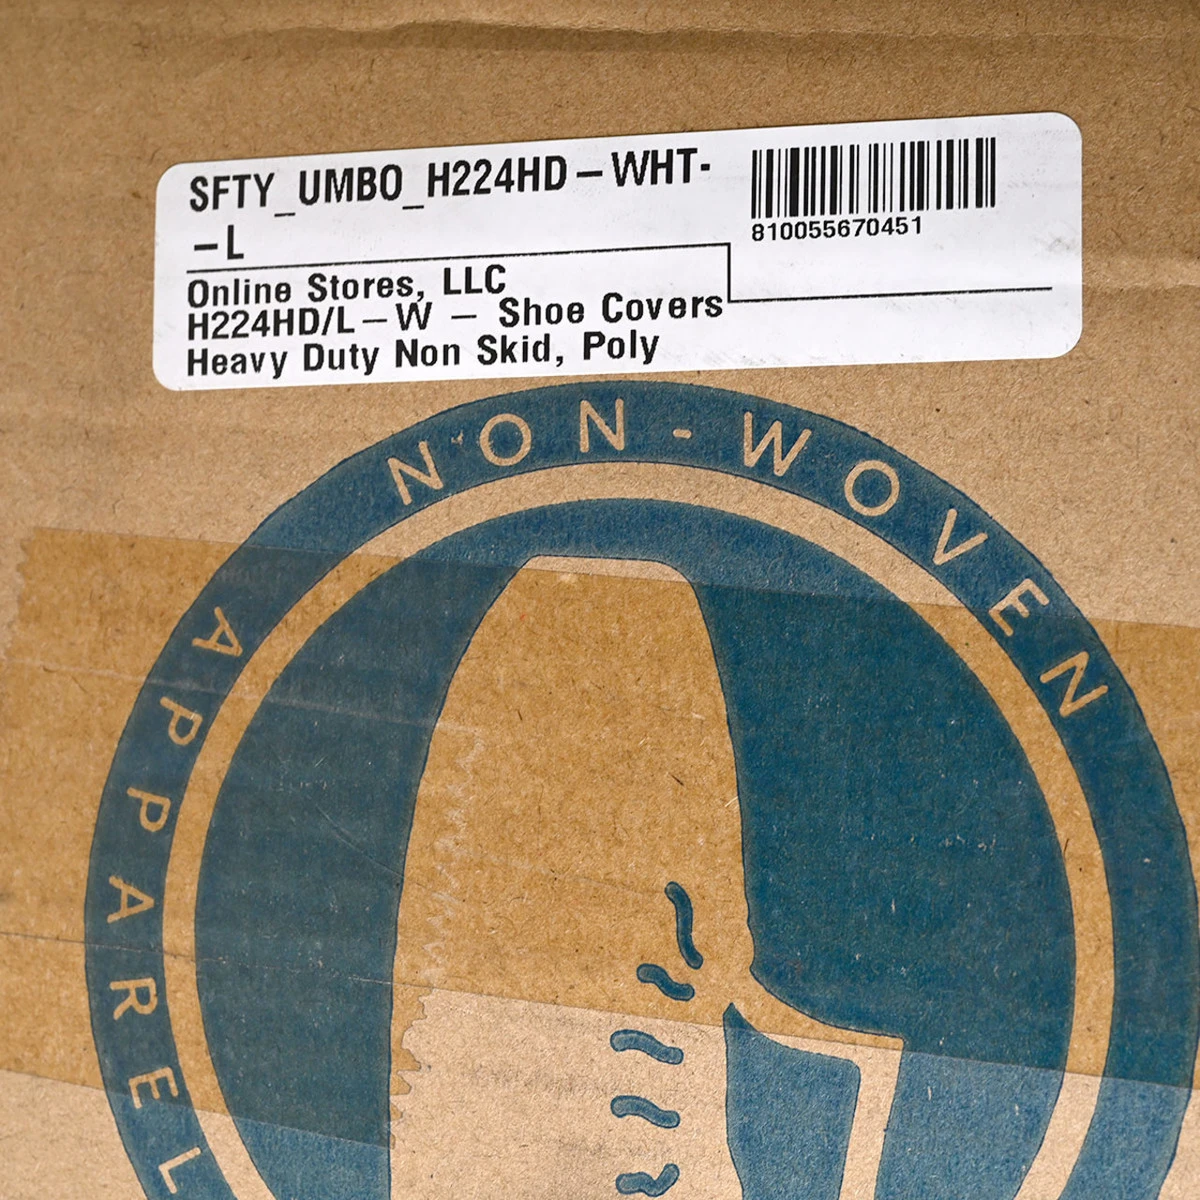 SFTY_UMBO_H224HD-WHT-
-L
810055670451
Online Stores, LLC
H224HD/L-W - Shoe Covers
Heavy Duty Non Skid, Poly
NON-WOVEN
APPAREL